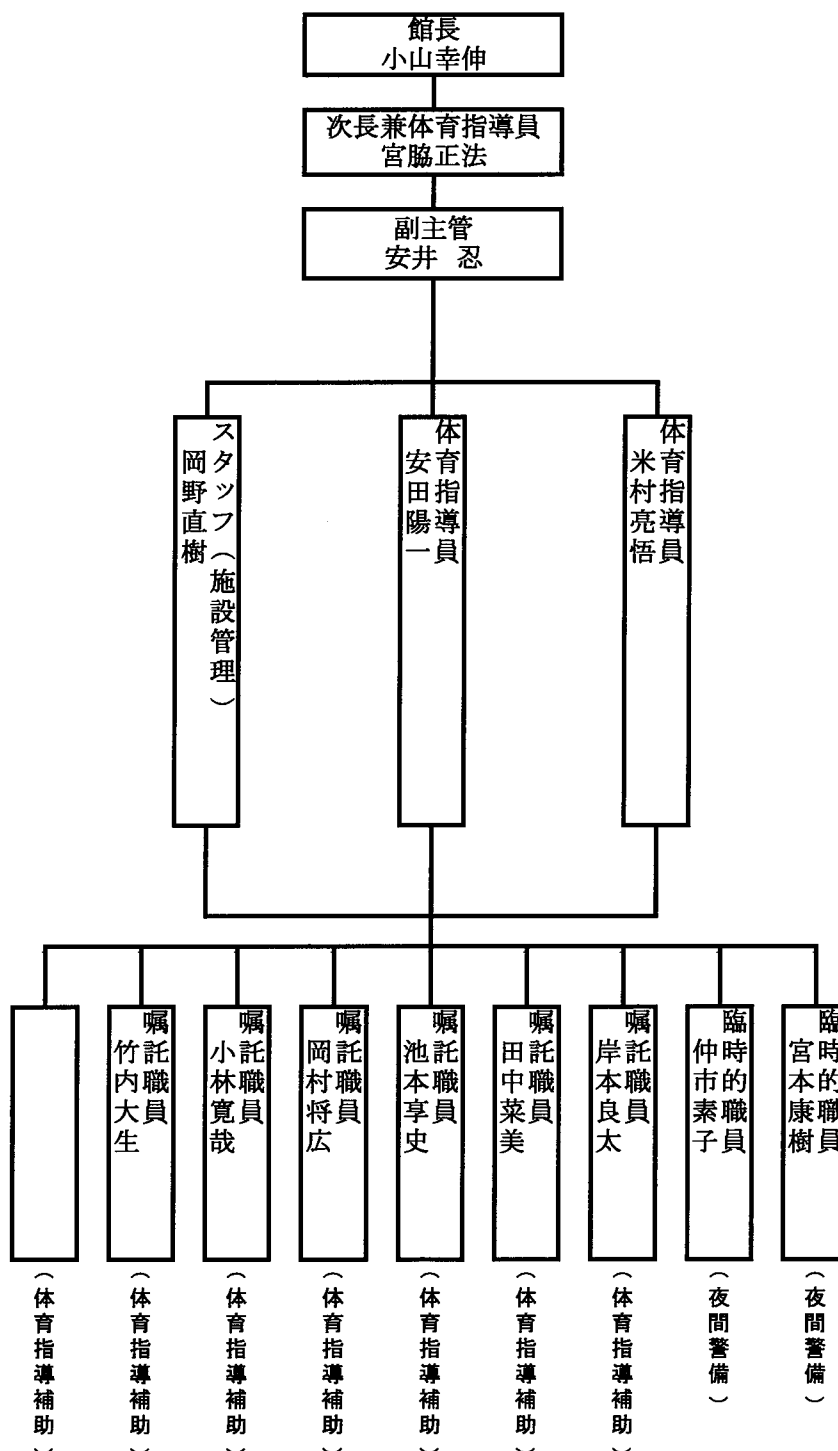 館長
小山幸伸
次長兼体育指導員
宮脇正法
副主管
安井 忍
体育指導員
米村亮悟
体育指導員
安田陽一
スタッフ（施設管理）
岡野直樹
臨時的職員
宮本康樹
（夜間警備）
臨時的職員
仲市素子
（夜間警備）
嘱託職員
岸本良太
（体育指導補助）
嘱託職員
田中菜美
（体育指導補助）
嘱託職員
池本享史
（体育指導補助）
嘱託職員
岡村将広
（体育指導補助）
嘱託職員
小林寛哉
（体育指導補助）
嘱託職員
竹内大生
（体育指導補助）
（体育指導補助）